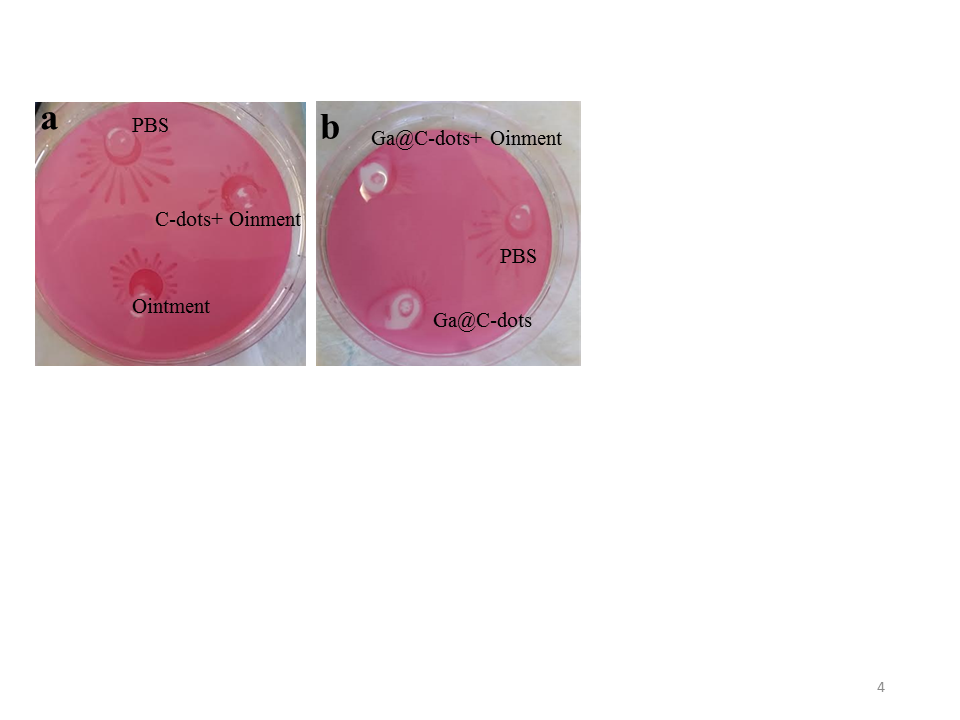 a
PBS
C-dots+ Oinment
Ointment
b
Ga@C-dots+ Oinment
PBS
Ga@C-dots
4